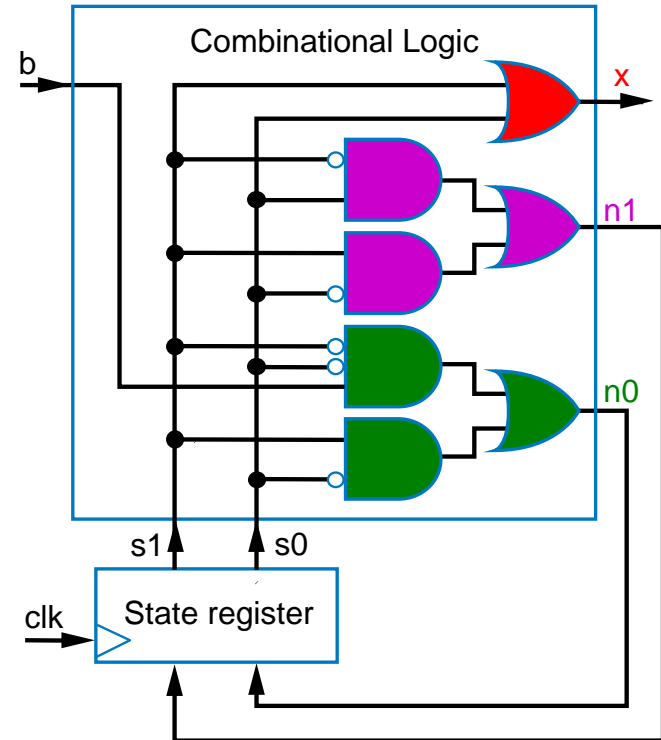 Combinational Logic
b
x
n1
n0
s1
s0
clk
State register